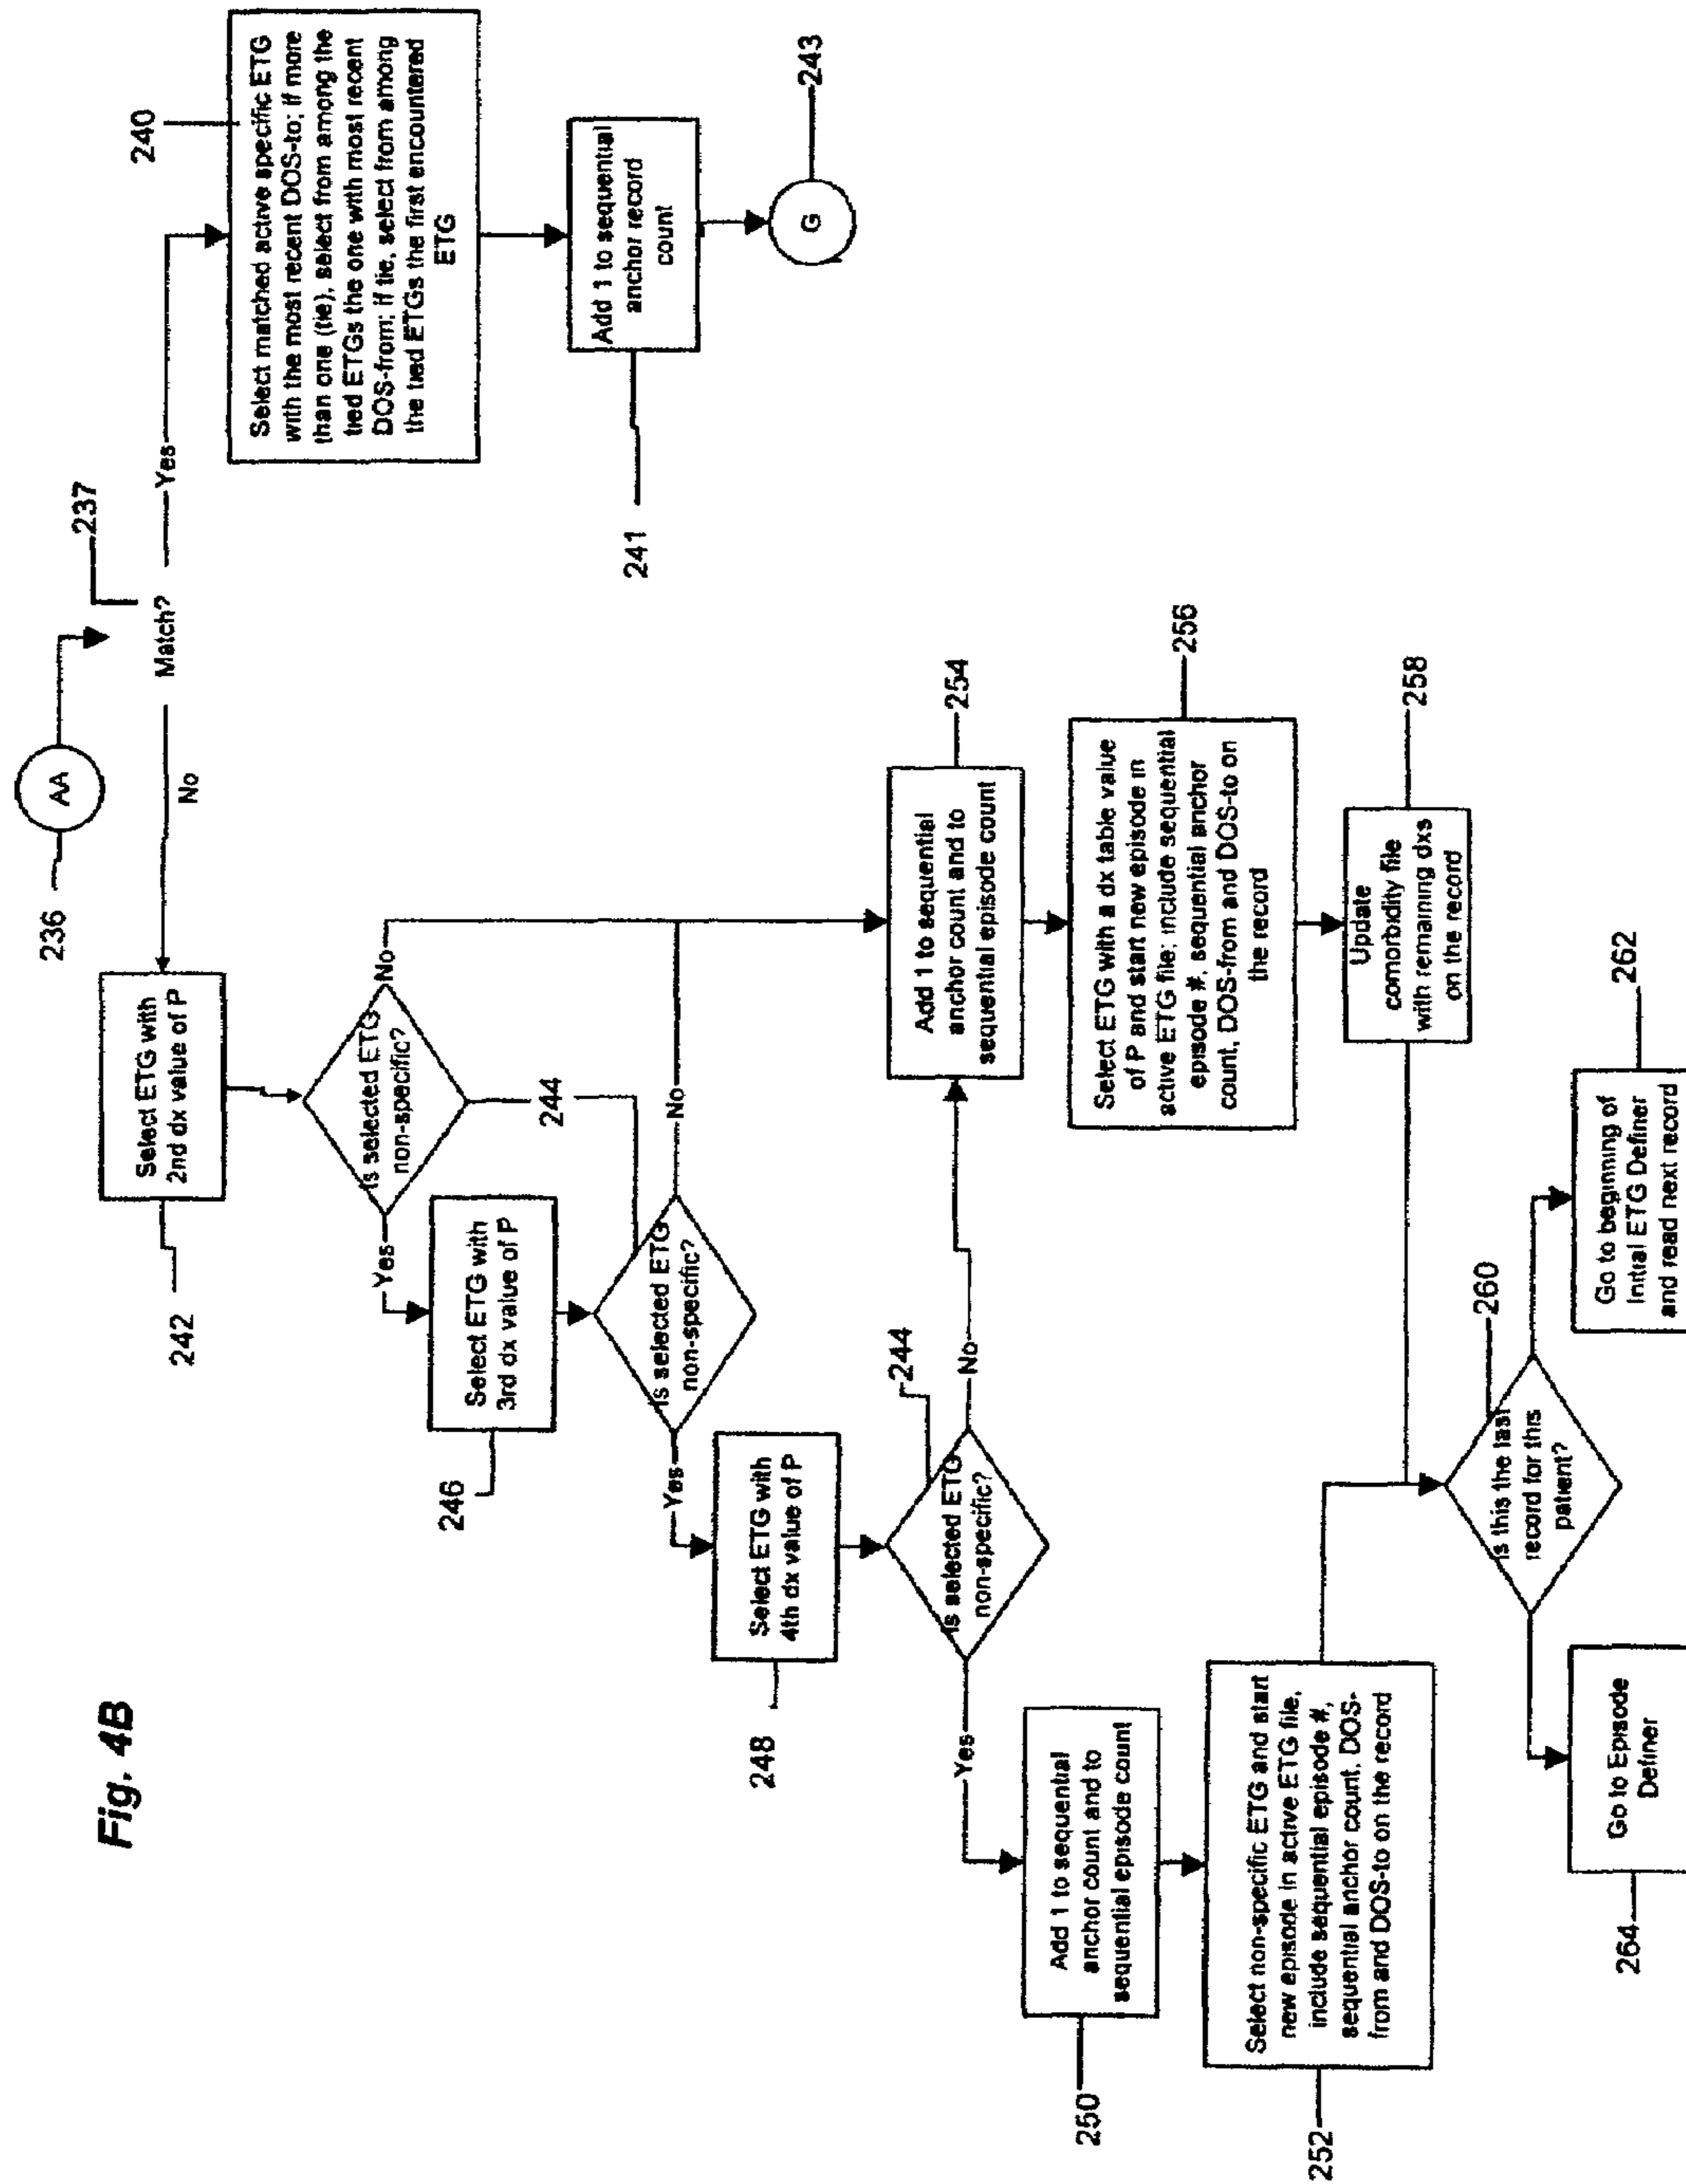 Fig. 4B
236
AA
237
Match?
Yes
No
240
Select matched active specific ETG
with the most recent DOS-to; if more
than one (tie), select from among the
tied ETGs the one with most recent
DOS-from; if tie, select from among
the tied ETGs the first encountered
ETG
241
Add 1 to sequential
anchor record
count
G
243
242
Select ETG with
2nd dx value of P
Is selected ETG
non-specific?
No
Yes
244
246
Select ETG with
3rd dx value of P
Is selected ETG
non-specific?
No
Yes
248
Select ETG with
4th dx value of P
244
Is selected ETG
non-specific?
No
Yes
254
Add 1 to sequential
anchor count and to
sequential episode count
256
Select ETG with a dx table value
of P and start new episode in
active ETG file; include sequential
episode #, sequential anchor
count, DOS-from and DOS-to on
the record
258
Update
comorbidity file
with remaining dxs
on the record
250
Add 1 to sequential
anchor count and to
sequential episode count
252
Select non-specific ETG and start
new episode in active ETG file,
include sequential episode #,
sequential anchor count, DOS-
from and DOS-to on the record
260
Is this the last
record for this
patient?
262
Go to beginning of
Initial ETG Definer
and read next record
264
Go to Episode
Definer